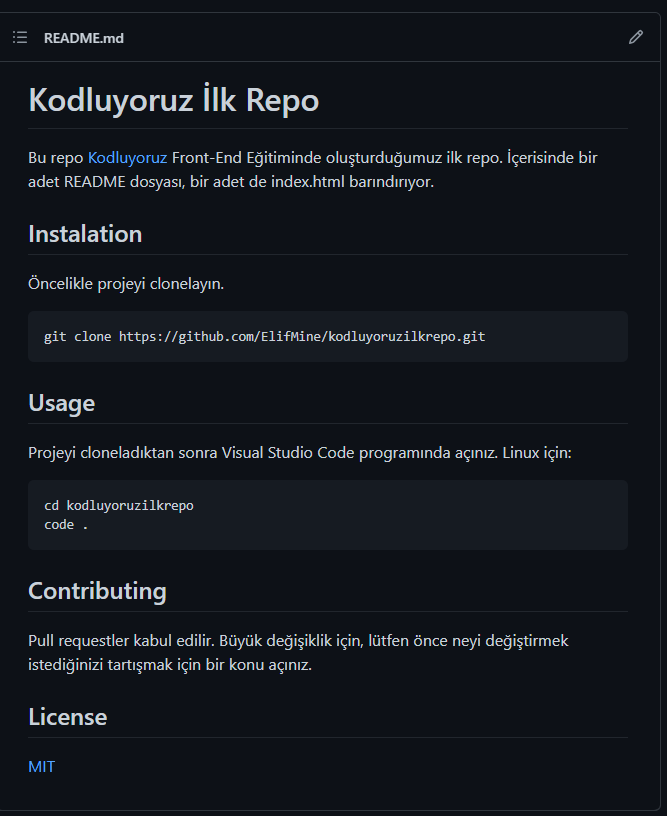 README.md
Kodluyoruz İlk Repo
Bu repo Kodluyoruz Front-End Eğitiminde oluşturduğumuz ilk repo. İçerisinde bir
adet README dosyası, bir adet de index.html barındırıyor.
Instalation
Öncelikle projeyi clonelayın.
git clone https://github.com/ElifMine/kodluyoruzilkrepo.git
Usage
Projeyi cloneladıktan sonra Visual Studio Code programında açınız. Linux için:
cd kodluyoruzilkrepo
code .
Contributing
Pull requestler kabul edilir. Büyük değişiklik için, lütfen önce neyi değiştirmek
istediğinizi tartışmak için bir konu açınız.
License
MIT